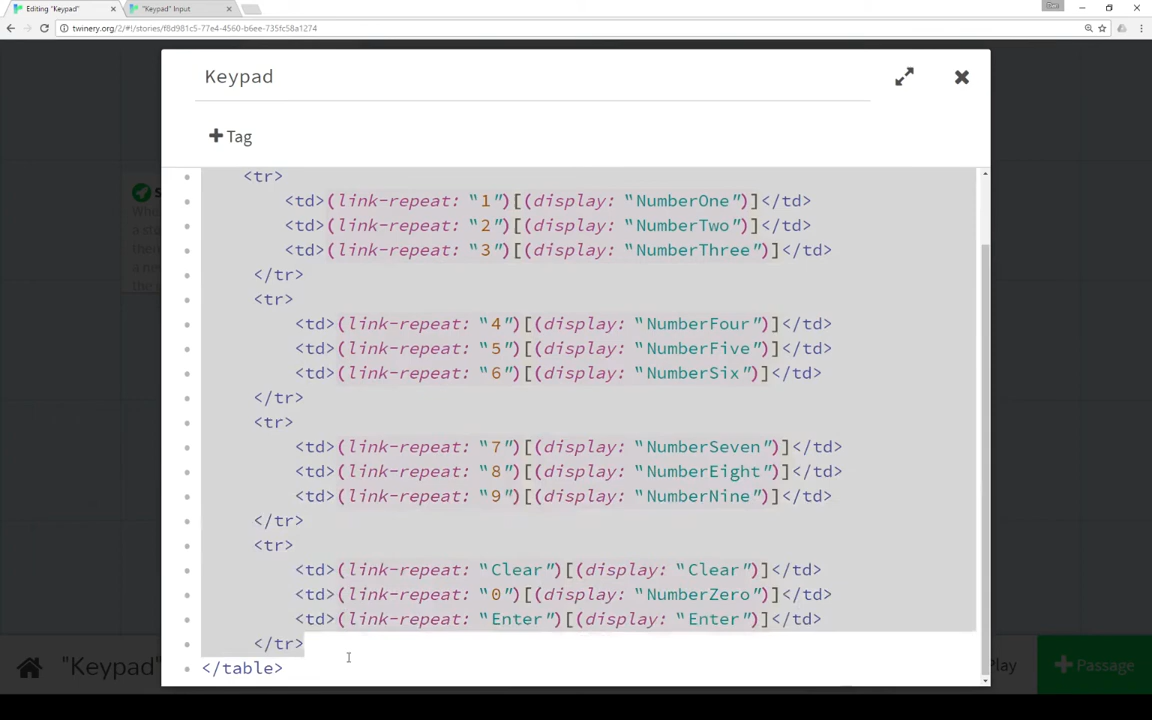 Editing "Keypad"
"Keypad" Input
twinery.org/2/#!/stories/f8d981c5-77e4-4560-b6ee-735fc58a1274
Keypad
+ Tag
<tr>
<td>(link-repeat: "1")[(display: "NumberOne")]</td>
<td>(link-repeat: "2")[(display: "NumberTwo")]</td>
<td>(link-repeat: "3")[(display: "NumberThree")]</td>
</tr>
<tr>
<td>(link-repeat: "4")[(display: "NumberFour")]</td>
<td>(link-repeat: "5")[(display: "NumberFive")]</td>
<td>(link-repeat: "6")[(display: "NumberSix")]</td>
</tr>
<tr>
<td>(link-repeat: "7")[(display: "NumberSeven")]</td>
<td>(link-repeat: "8")[(display: "NumberEight")]</td>
<td>(link-repeat: "9")[(display: "NumberNine")]</td>
</tr>
<tr>
<td>(link-repeat: "Clear")[(display: "Clear")]</td>
<td>(link-repeat: "0")[(display: "NumberZero")]</td>
<td>(link-repeat: "Enter")[(display: "Enter")]</td>
</tr>
</table>
"Keypad"
+ Passage